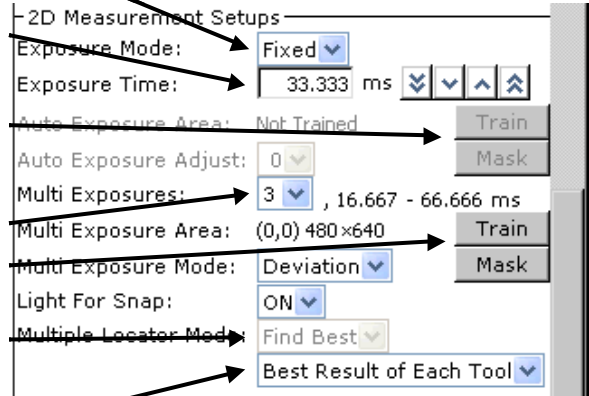 2D Measurement Setups
Exposure Mode: Fixed
Exposure Time: 33.333 ms
Auto Exposure Area: Not Trained Train
Auto Exposure Adjust: 0 Mask
Multi Exposures: 3 , 16.667 - 66.666 ms
Multi Exposure Area: (0,0) 480×640 Train
Multi Exposure Mode: Deviation Mask
Light For Snap: ON
Multiple Locator Mode: Find Best
Best Result of Each Tool